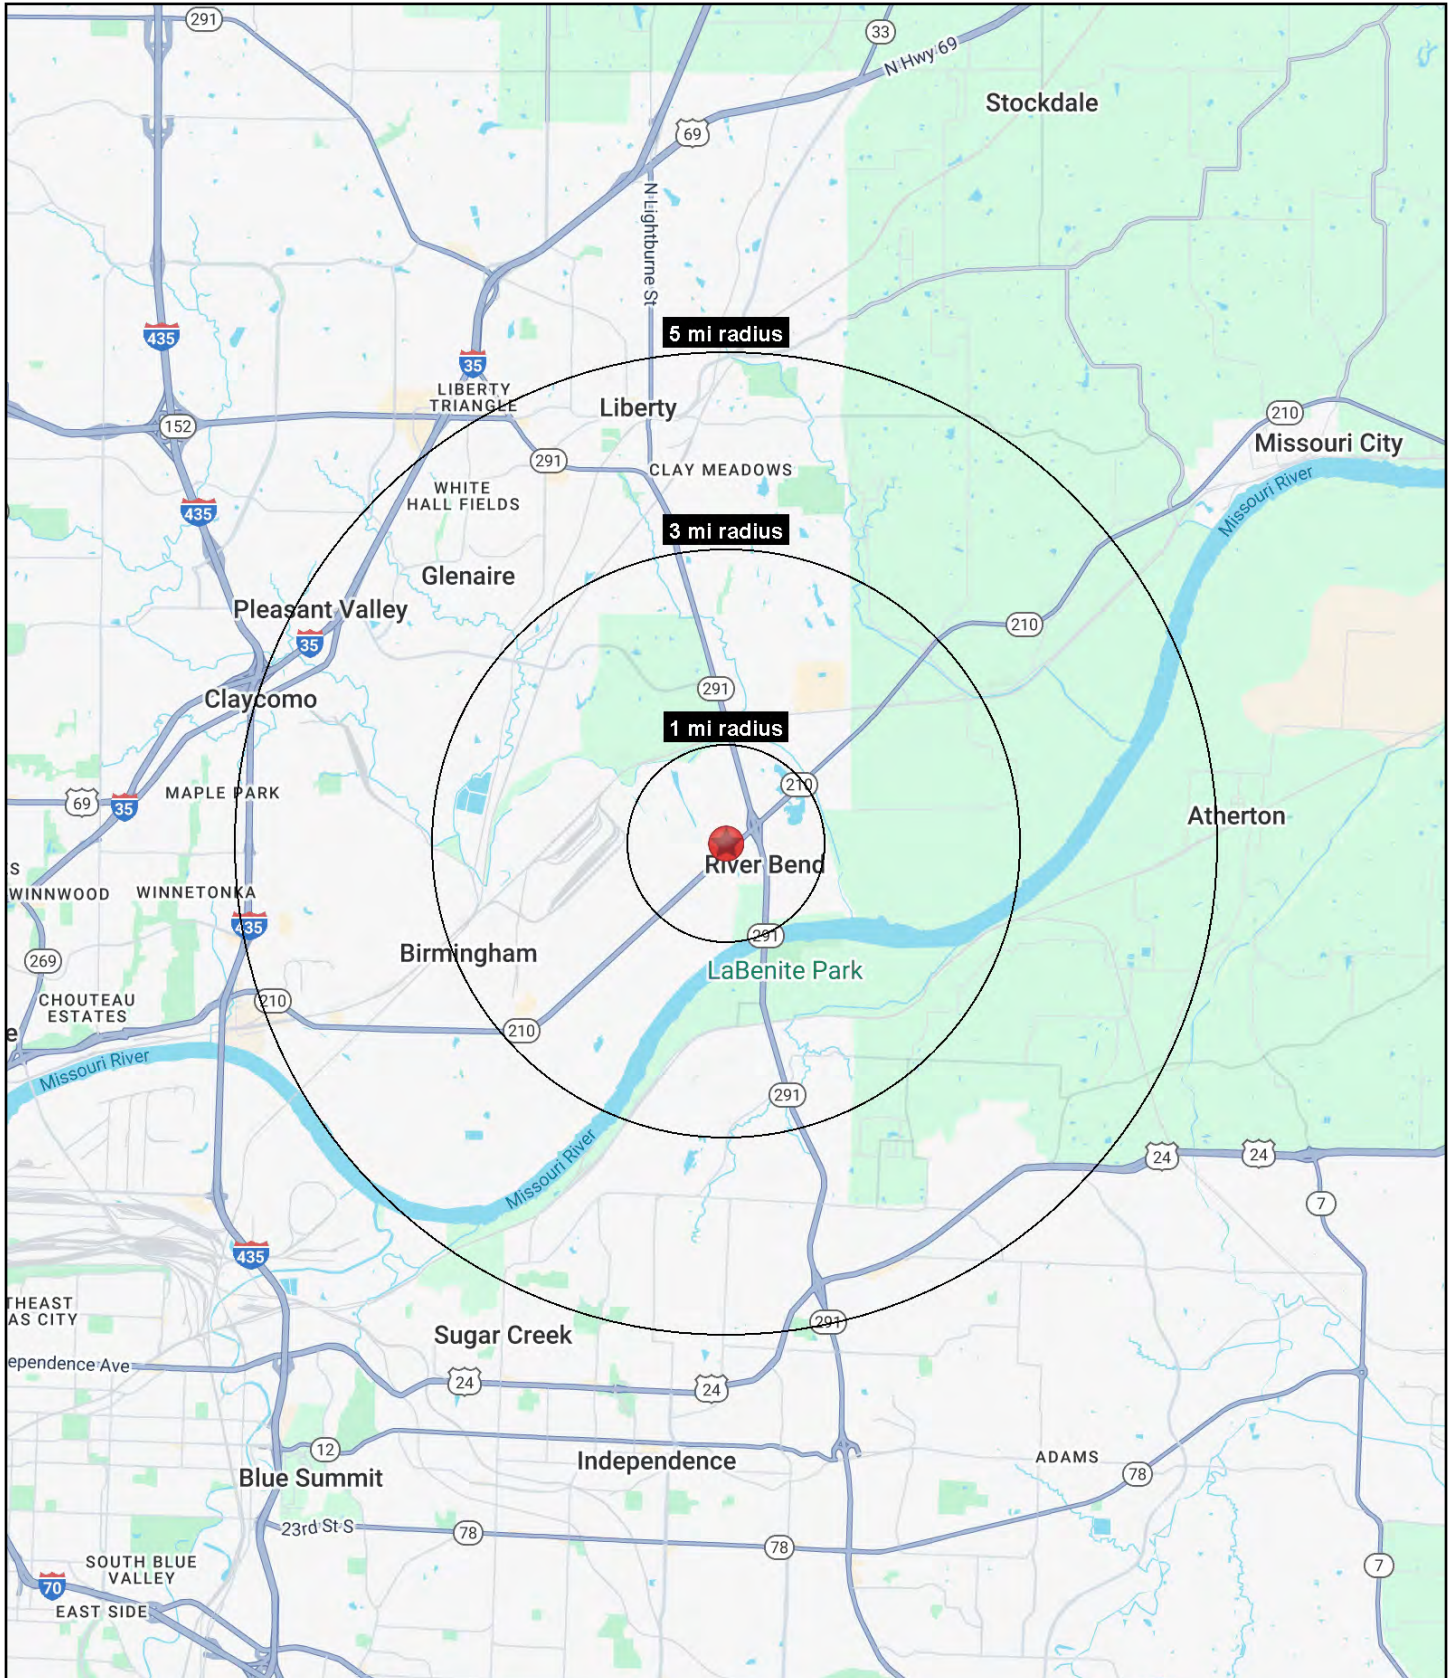 291
33
N Hwy 69
Stockdale
69
N Lightburne St
435
5 mi radius
35
LIBERTY
TRIANGLE
Liberty
210
152
Missouri City
291
CLAY MEADOWS
WHITE
HALL FIELDS
Missouri River
435
3 mi radius
Glenaire
Pleasant Valley
210
35
291
Claycomo
1 mi radius
210
MAPLE PARK
69
35
Atherton
River Bend
S
WINNWOOD
WINNETONKA
435
291
Birmingham
269
LaBenite Park
CHOUTEAU
ESTATES
210
210
e
Missouri River
291
Missouri River
24
24
7
435
THEAST
AS CITY
291
Sugar Creek
ependence Ave
24
24
12
Independence
ADAMS
Blue Summit
78
23rd St S
78
78
SOUTH BLUE
VALLEY
7
70
EAST SIDE